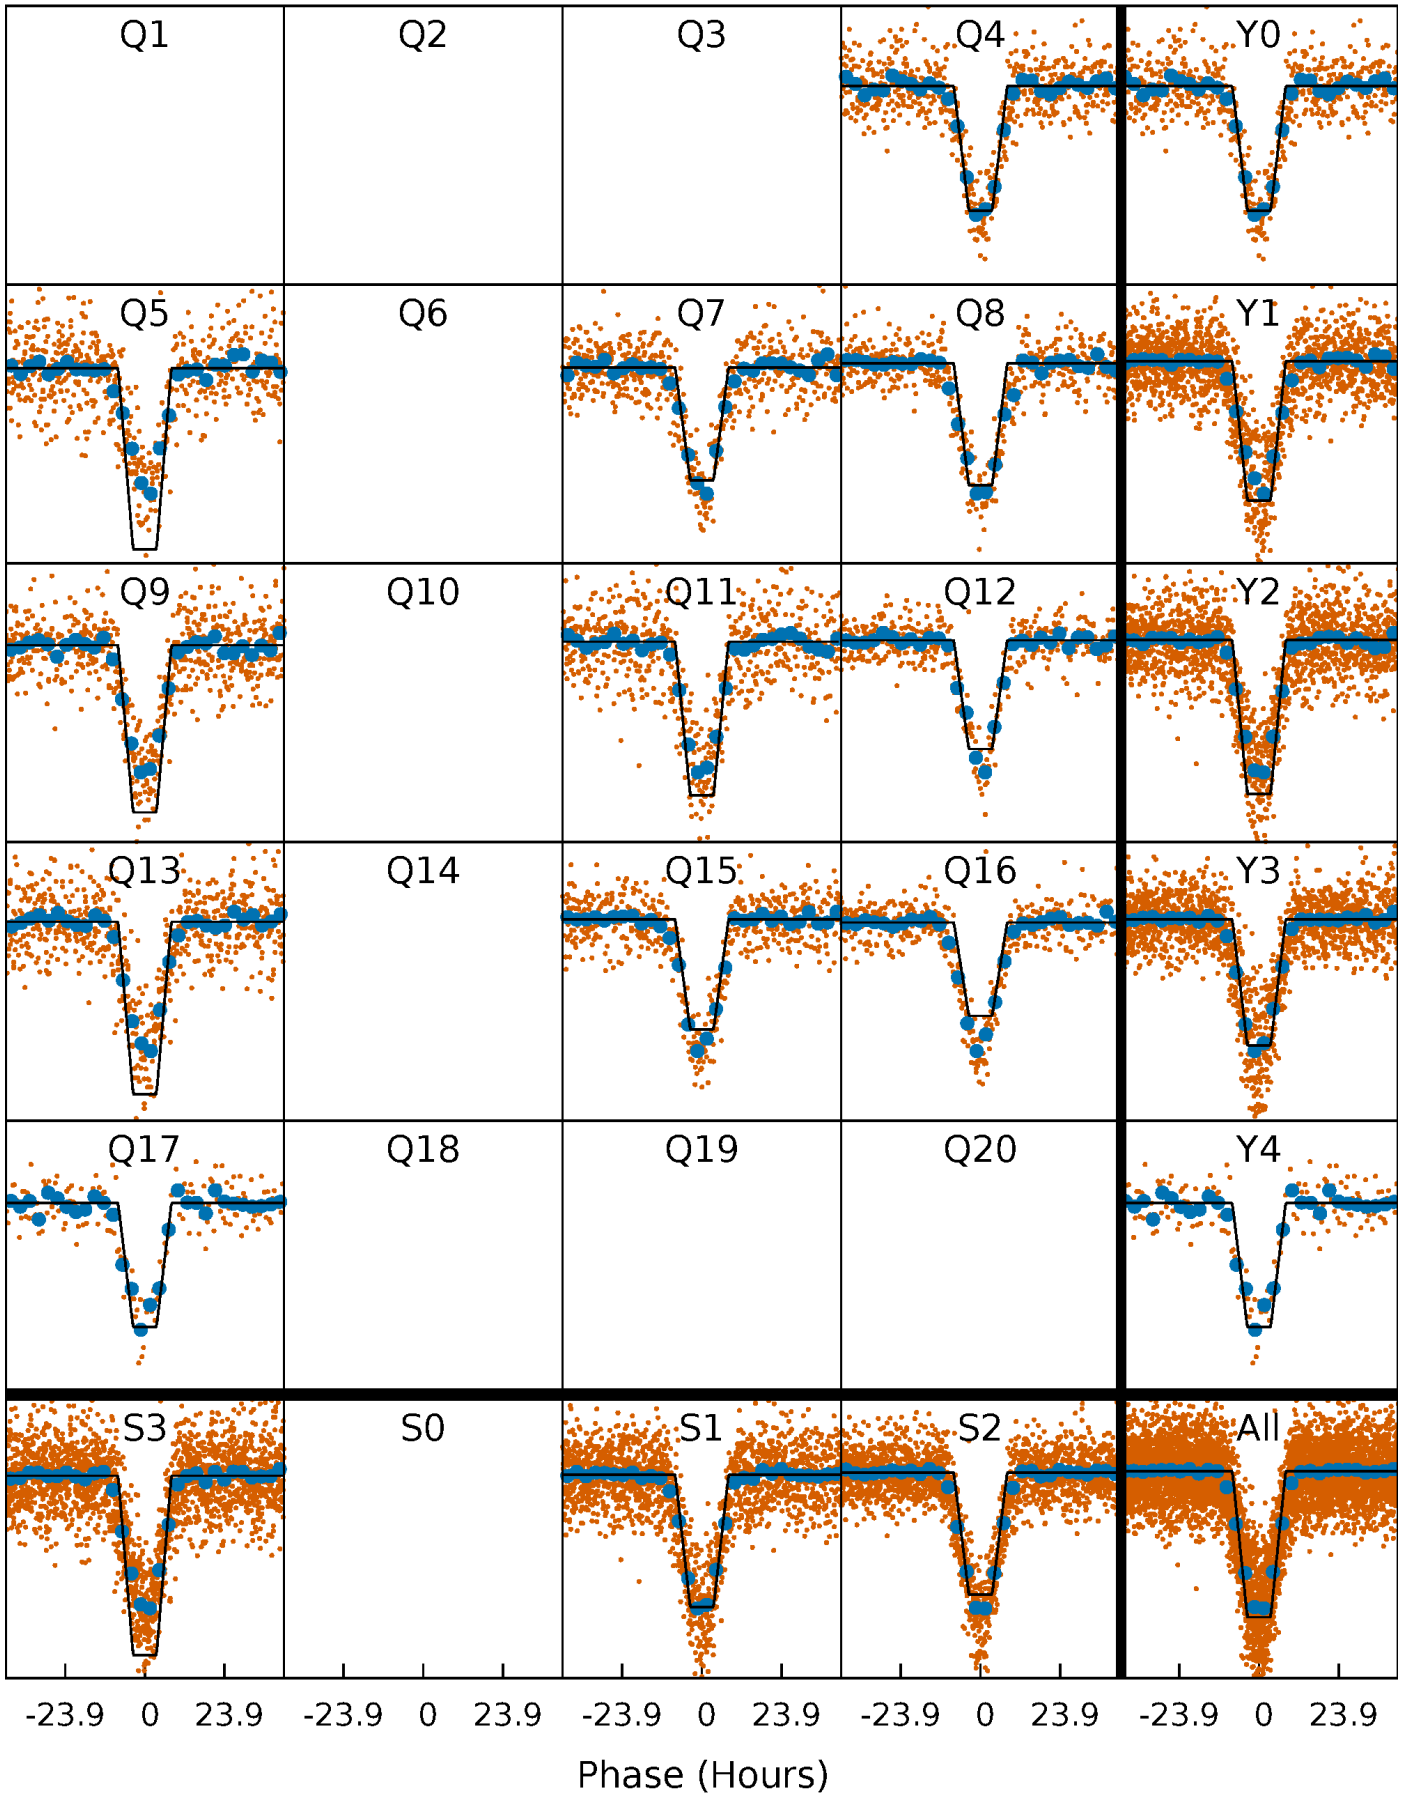 Q1 Q2 Q3 Q4 Y0
Q5 Q6 Q7 Q8 Y1
Q9 Q10 Q11 Q12 Y2
Q13 Q14 Q15 Q16 Y3
Q17 Q18 Q19 Q20 Y4
S3 S0 S1 S2 All
-23.9 0 23.9 -23.9 0 23.9 -23.9 0 23.9 -23.9 0 23.9 -23.9 0 23.9
Phase (Hours)